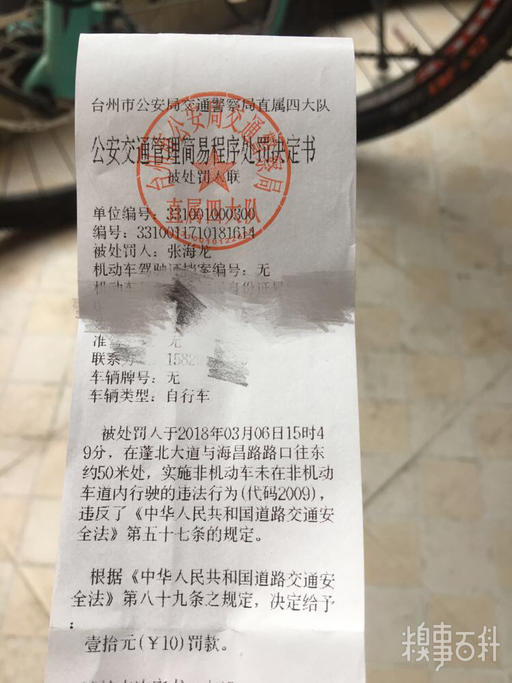 台州市公安局交通警察局直属四大队
公安交通管理简易程序处罚决定书
被处罚人联
台州市公安局交通警察局
直属四大队
单位编号：331001000300
编号：3310011710181614
被处罚人：张海龙
机动车驾驶证档案编号：无
联系
车辆牌号：无
车辆类型：自行车
被处罚人于2018年03月06日15时4
9分，在蓬北大道与海昌路路口往东
约50米处，实施非机动车未在非机动
车道内行驶的违法行为(代码2009)，
违反了《中华人民共和国道路交通安
全法》第五十七条的规定。
根据《中华人民共和国道路交通安
全法》第八十九条之规定，决定给予
：
壹拾元(￥10)罚款。
糗事百科